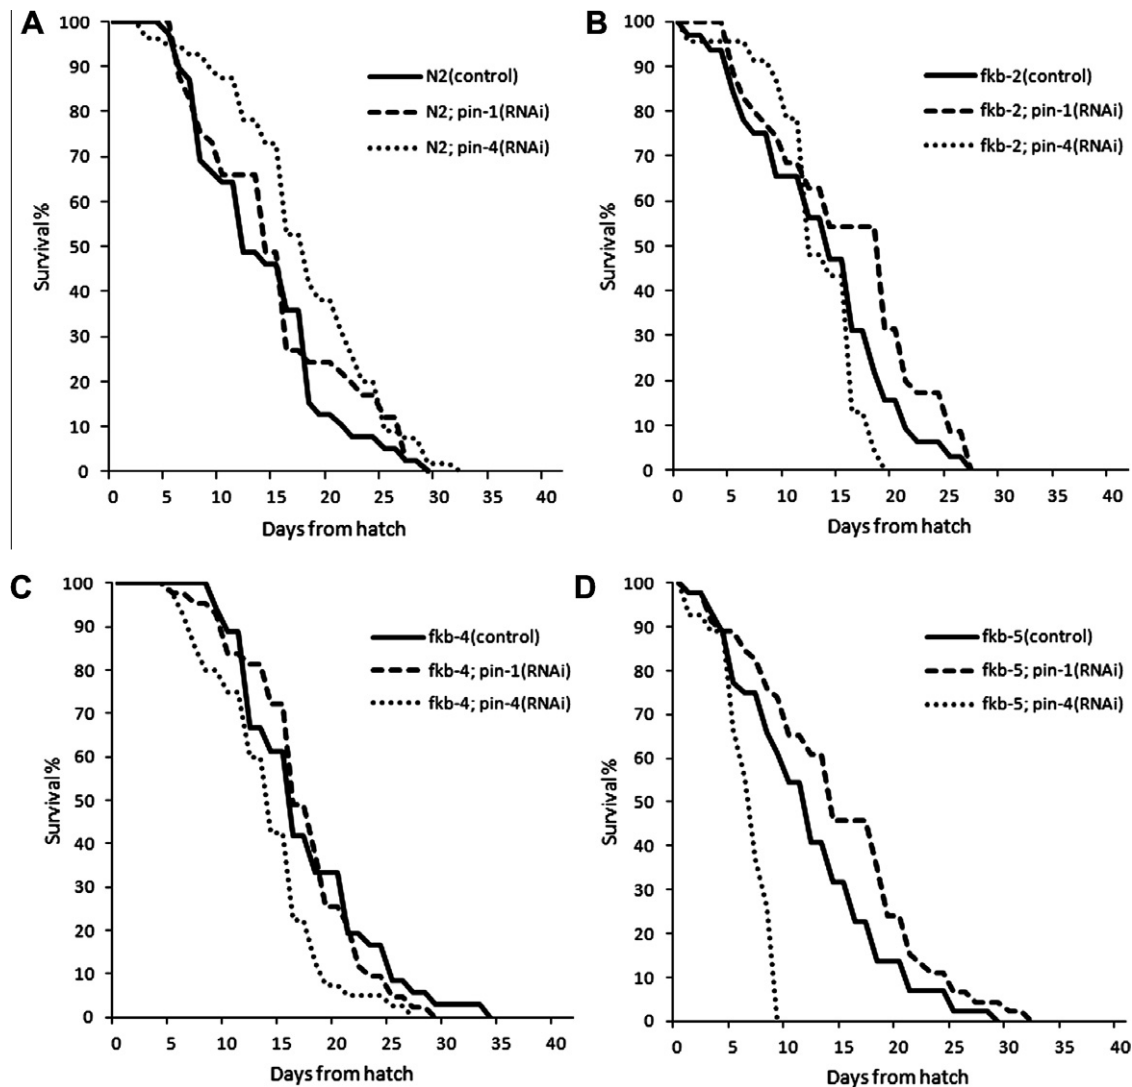 A
100
90
80
70
60
50
40
30
20
10
0
Survival %
0 5 10 15 20 25 30 35 40
Days from hatch
N2(control)
N2; pin-1(RNAi)
N2; pin-4(RNAi)
B
100
90
80
70
60
50
40
30
20
10
0
Survival %
0 5 10 15 20 25 30 35 40
Days from hatch
fkb-2(control)
fkb-2; pin-1(RNAi)
fkb-2; pin-4(RNAi)
C
100
90
80
70
60
50
40
30
20
10
0
Survival %
0 5 10 15 20 25 30 35 40
Days from hatch
fkb-4(control)
fkb-4; pin-1(RNAi)
fkb-4; pin-4(RNAi)
D
100
90
80
70
60
50
40
30
20
10
0
Survival %
0 5 10 15 20 25 30 35 40
Days from hatch
fkb-5(control)
fkb-5; pin-1(RNAi)
fkb-5; pin-4(RNAi)